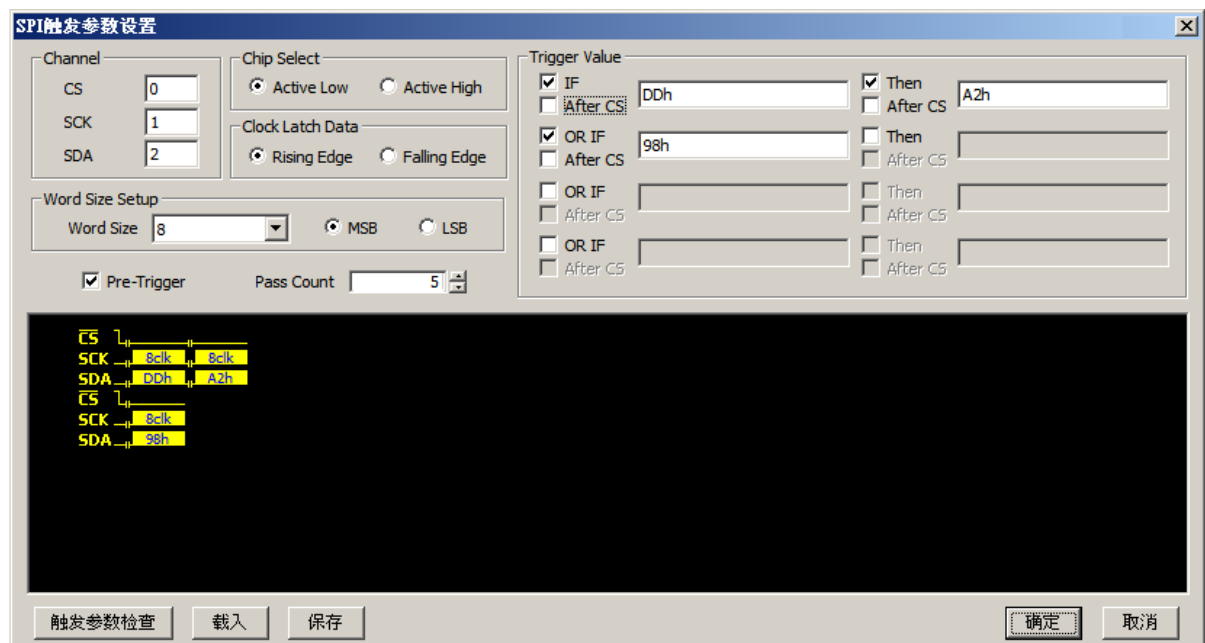 SPI触发参数设置
Channel
CS 0
SCK 1
SDA 2
Chip Select
Active Low Active High
Clock Latch Data
Rising Edge Falling Edge
Word Size Setup
Word Size 8 MSB LSB
Pre-Trigger Pass Count 5
Trigger Value
IF DDh Then A2h
After CS After CS
OR IF 98h Then
After CS After CS
OR IF Then
After CS After CS
OR IF Then
After CS After CS
CS
SCK 8clk 8clk
SDA DDh A2h
CS
SCK 8clk
SDA 98h
触发参数检查 载入 保存 确定 取消